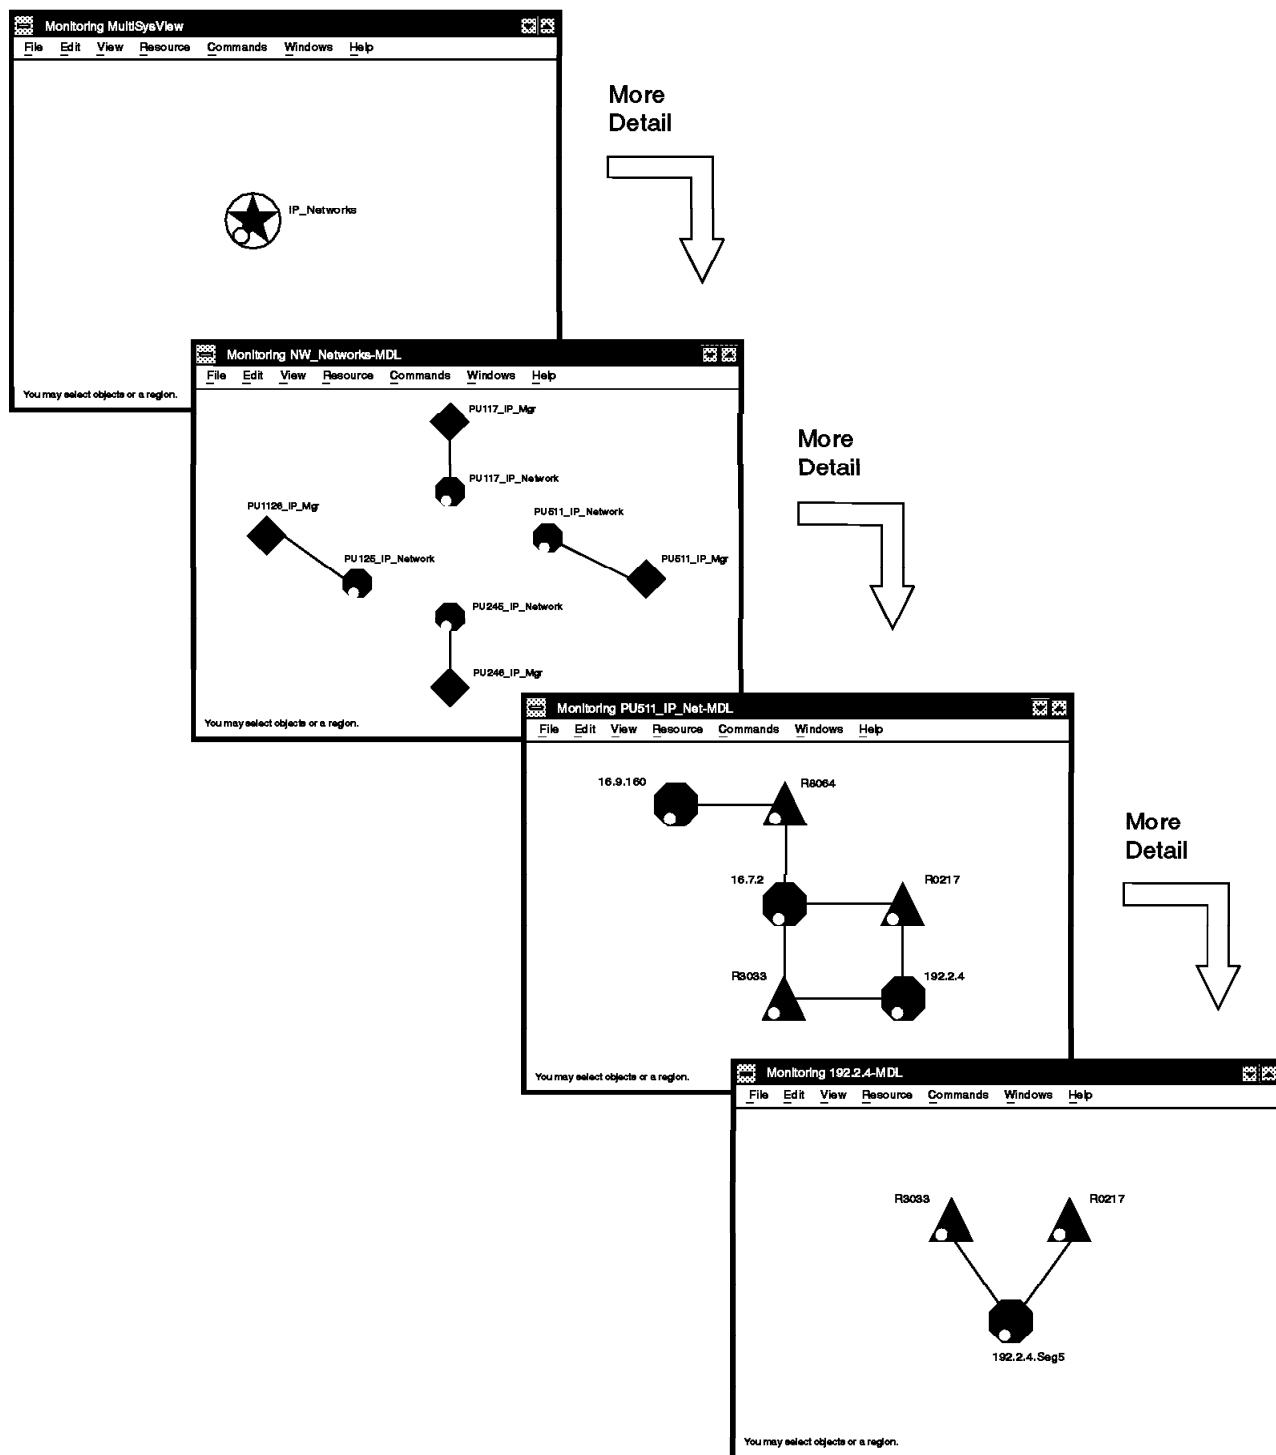 Monitoring MultiSysView
File Edit View Resource Commands Windows Help
More
Detail
IP_Networks
You may select objects or a region.
Monitoring NW_Networks-MDL
File Edit View Resource Commands Windows Help
PU117_IP_Mgr
PU117_IP_Network
PU1126_IP_Mgr
PU511_IP_Network
PU125_IP_Network
PU511_IP_Mgr
PU245_IP_Network
PU246_IP_Mgr
You may select objects or a region.
More
Detail
Monitoring PU511_IP_Net-MDL
File Edit View Resource Commands Windows Help
16.9.160
R8064
16.7.2
R0217
R3033
192.2.4
You may select objects or a region.
More
Detail
Monitoring 192.2.4-MDL
File Edit View Resource Commands Windows Help
R3033
R0217
192.2.4.Seg5
You may select objects or a region.